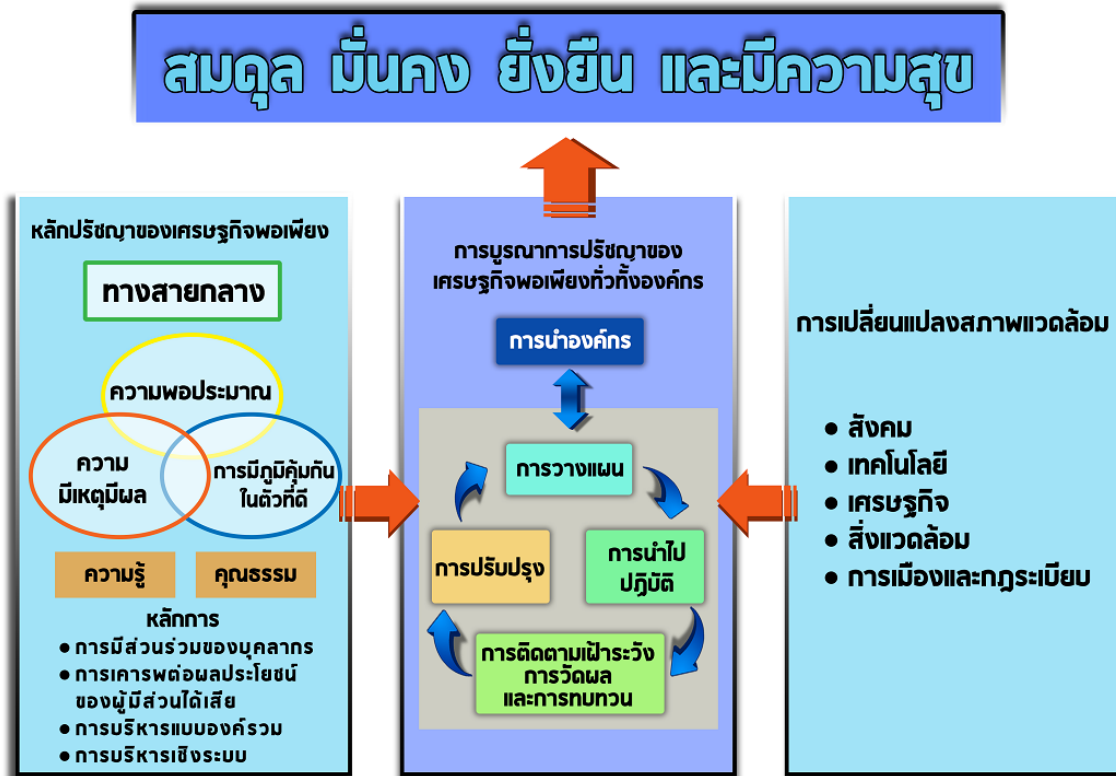 สมดุล มั่นคง ยั่งยืน และมีความสุข
หลักปรัชญาของเศรษฐกิจพอเพียง
ทางสายกลาง
ความพอประมาณ
ความ
มีเหตุมีผล
การมีภูมิคุ้มกัน
ในตัวที่ดี
ความรู้
คุณธรรม
หลักการ
● การมีส่วนร่วมของบุคลากร
● การเคารพต่อผลประโยชน์
ของผู้มีส่วนได้เสีย
● การบริหารแบบองค์รวม
● การบริหารเชิงระบบ
การบูรณาการปรัชญาของ
เศรษฐกิจพอเพียงทั่วทั้งองค์กร
การนำองค์กร
การวางแผน
การนำไป
ปฏิบัติ
การติดตามเฝ้าระวัง
การวัดผล
และการทบทวน
การปรับปรุง
การเปลี่ยนแปลงสภาพแวดล้อม
● สังคม
● เทคโนโลยี
● เศรษฐกิจ
● สิ่งแวดล้อม
● การเมืองและกฎระเบียบ